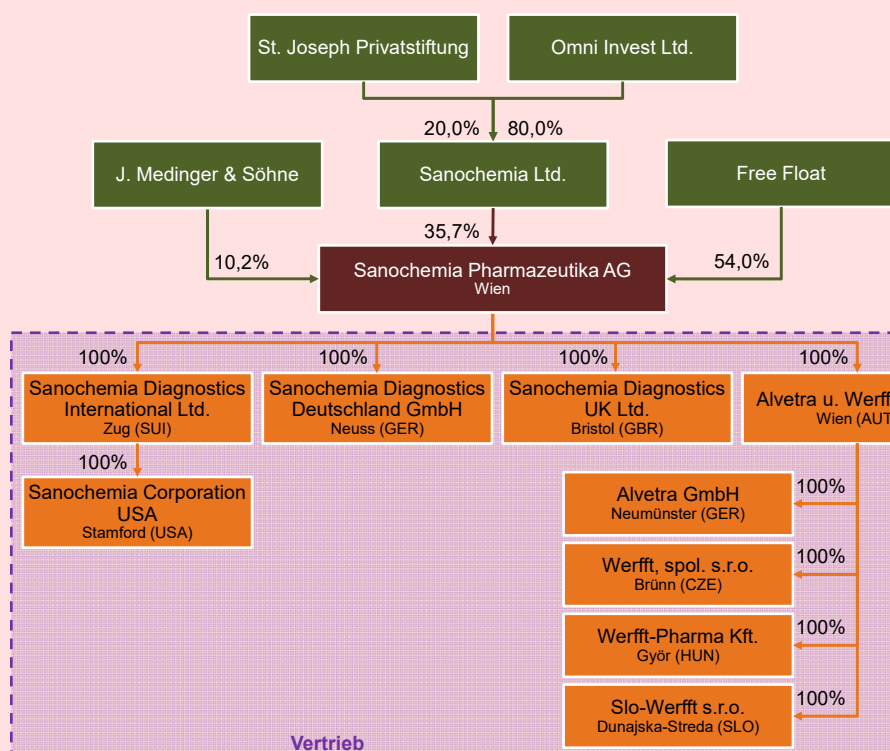 St. Joseph Privatstiftung
Omni Invest Ltd.
20,0%
80,0%
J. Medinger & Söhne
Sanochemia Ltd.
Free Float
35,7%
10,2%
54,0%
Sanochemia Pharmazeutika AG
Wien
100%
100%
100%
100%
Sanochemia Diagnostics
International Ltd.
Zug (SUI)
Sanochemia Diagnostics
Deutschland GmbH
Neuss (GER)
Sanochemia Diagnostics
UK Ltd.
Bristol (GBR)
Alvetra u. Werfft
Wien (AUT
100%
Sanochemia Corporation
USA
Stamford (USA)
Alvetra GmbH
Neumünster (GER)
100%
Werfft, spol. s.r.o.
Brünn (CZE)
100%
Werfft-Pharma Kft.
Györ (HUN)
100%
Slo-Werfft s.r.o.
Dunajska-Streda (SLO)
100%
Vertrieb